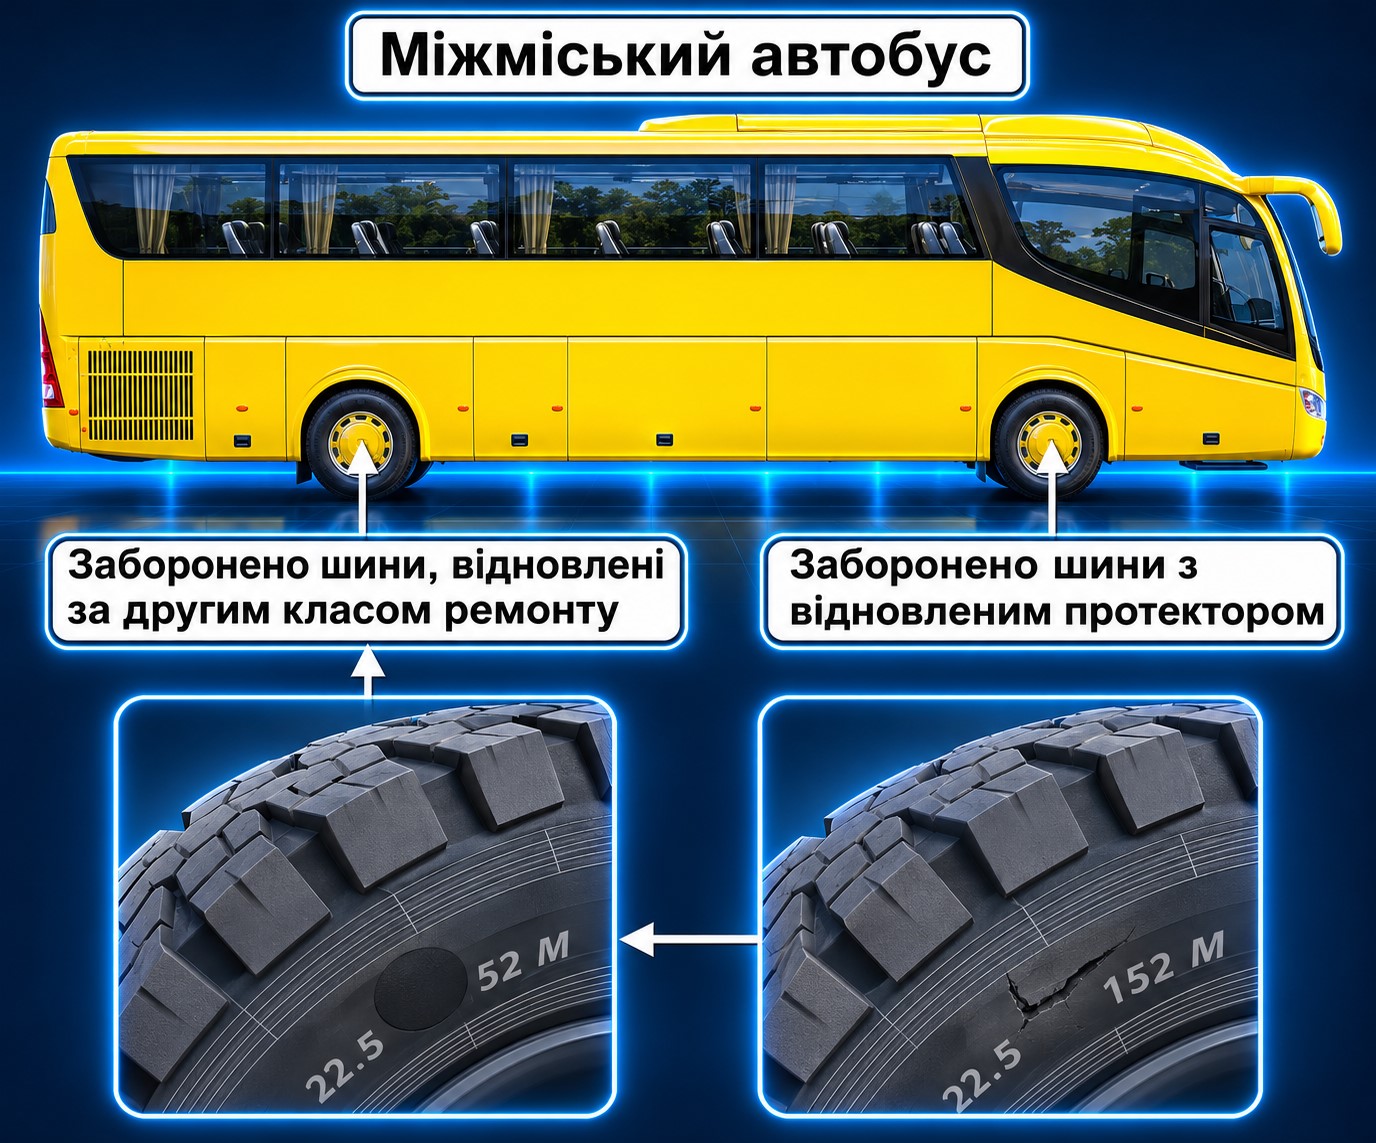 Міжміський автобус
Заборонено шини, відновлені
за другим класом ремонту
Заборонено шини з
відновленим протектором
52 M
22.5
152 M
22.5